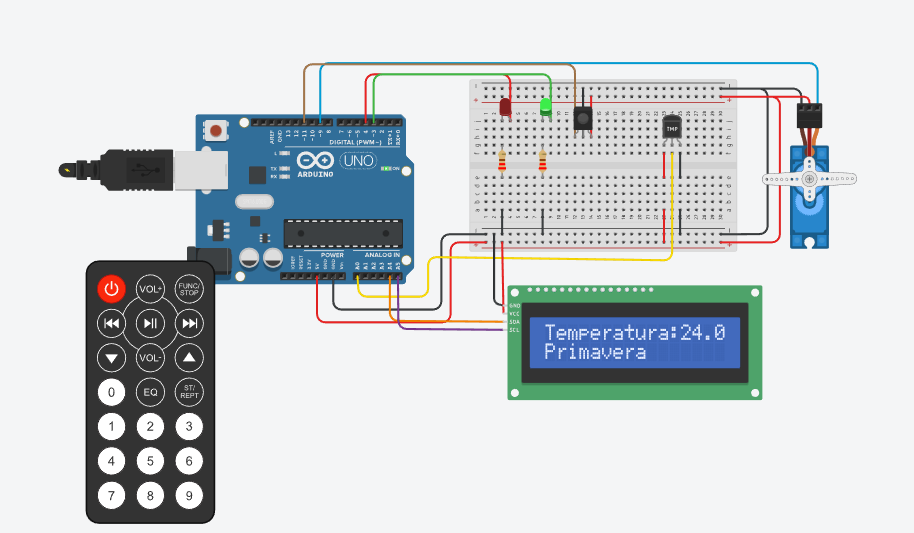 AREF
GND
13
12
~11
~10
~9
8
7
~6
~5
4
~3
2
TX→1
RX←0
DIGITAL (PWM~)
L
TX
RX
UNO
ARDUINO
ON
POWER
ANALOG IN
IOREF
RESET
3.3V
5V
GND
GND
Vin
A0
A1
A2
A3
A4
A5
TMP
GND
VCC
SDA
SCL
Temperatura:24.0
Primavera
VOL+
FUNC/
STOP
VOL-
0
EQ
ST/
REPT
1
2
3
4
5
6
7
8
9